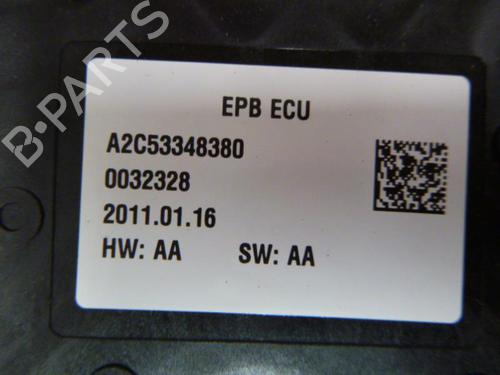 B-PARTS
EPB ECU
A2C53348380
0032328
2011.01.16
HW: AA SW: AA